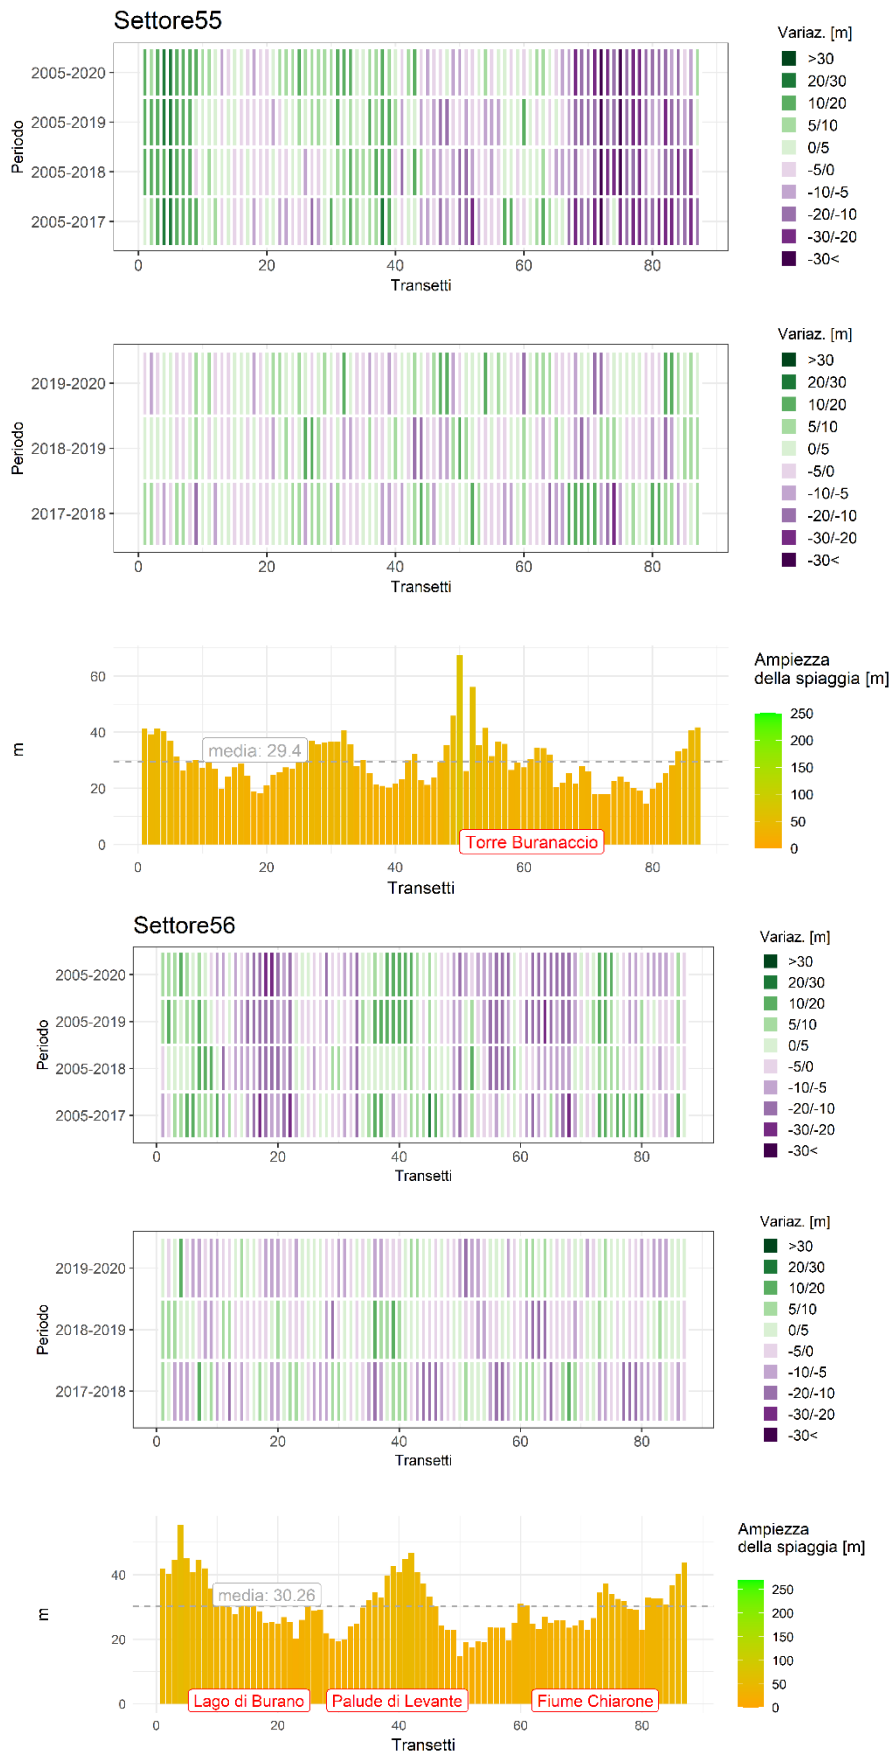 Settore55
Periodo
2005-2020
2005-2019
2005-2018
2005-2017
0 20 40 60 80
Transetti
Variaz. [m]
>30
20/30
10/20
5/10
0/5
-5/0
-10/-5
-20/-10
-30/-20
-30<
Periodo
2019-2020
2018-2019
2017-2018
0 20 40 60 80
Transetti
Variaz. [m]
>30
20/30
10/20
5/10
0/5
-5/0
-10/-5
-20/-10
-30/-20
-30<
m
60
40
20
0
media: 29.4
Torre Buranaccio
0 20 40 60 80
Transetti
Ampiezza
della spiaggia [m]
250
200
150
100
50
0
Settore56
Periodo
2005-2020
2005-2019
2005-2018
2005-2017
0 20 40 60 80
Transetti
Variaz. [m]
>30
20/30
10/20
5/10
0/5
-5/0
-10/-5
-20/-10
-30/-20
-30<
Periodo
2019-2020
2018-2019
2017-2018
0 20 40 60 80
Transetti
Variaz. [m]
>30
20/30
10/20
5/10
0/5
-5/0
-10/-5
-20/-10
-30/-20
-30<
m
40
20
0
media: 30.26
Lago di Burano
Palude di Levante
Fiume Chiarone
0 20 40 60 80
Transetti
Ampiezza
della spiaggia [m]
250
200
150
100
50
0